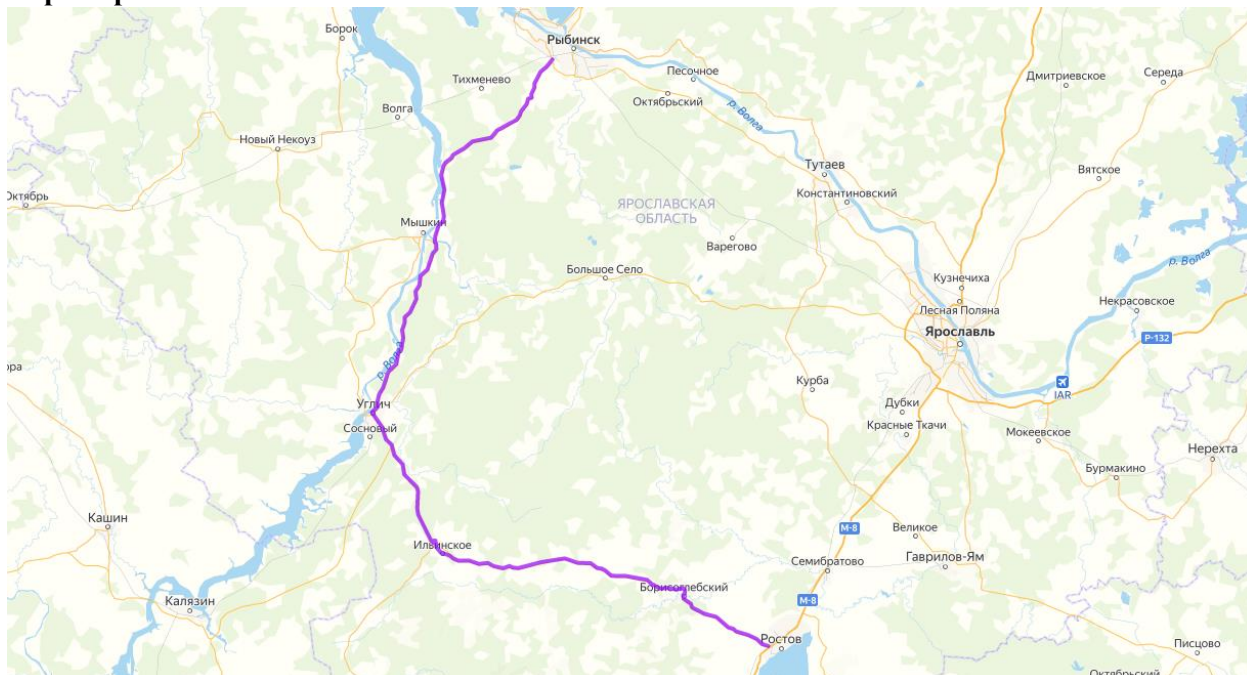 Борок
Рыбинск
Тихменево
Песочное
Дмитриевское
Середа
Волга
Октябрьский
р. Волга
Новый Некоуз
Тутаев
Вятское
Октябрь
Константиновский
ЯРОСЛАВСКАЯ
ОБЛАСТЬ
Мышкин
Варегово
р. Волга
Большое Село
Кузнечиха
Некрасовское
Лесная Поляна
Ярославль
Р-132
р. Волга
ора
Курба
IAR
Углич
Дубки
Сосновый
Красные Ткачи
Мокеевское
Нерехта
Бурмакино
Кашин
М-8
Великое
Ильинское
Гаврилов-Ям
Семибратово
Борисоглебский
Калязин
М-8
Ростов
Писцово
Октябрьский